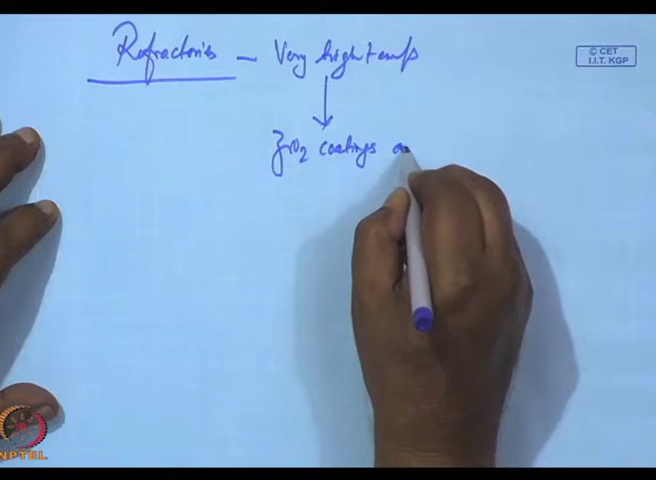 Refractories - Very high temp
© CET
I.I.T. KGP
ZrO2 coatings
NPTEL